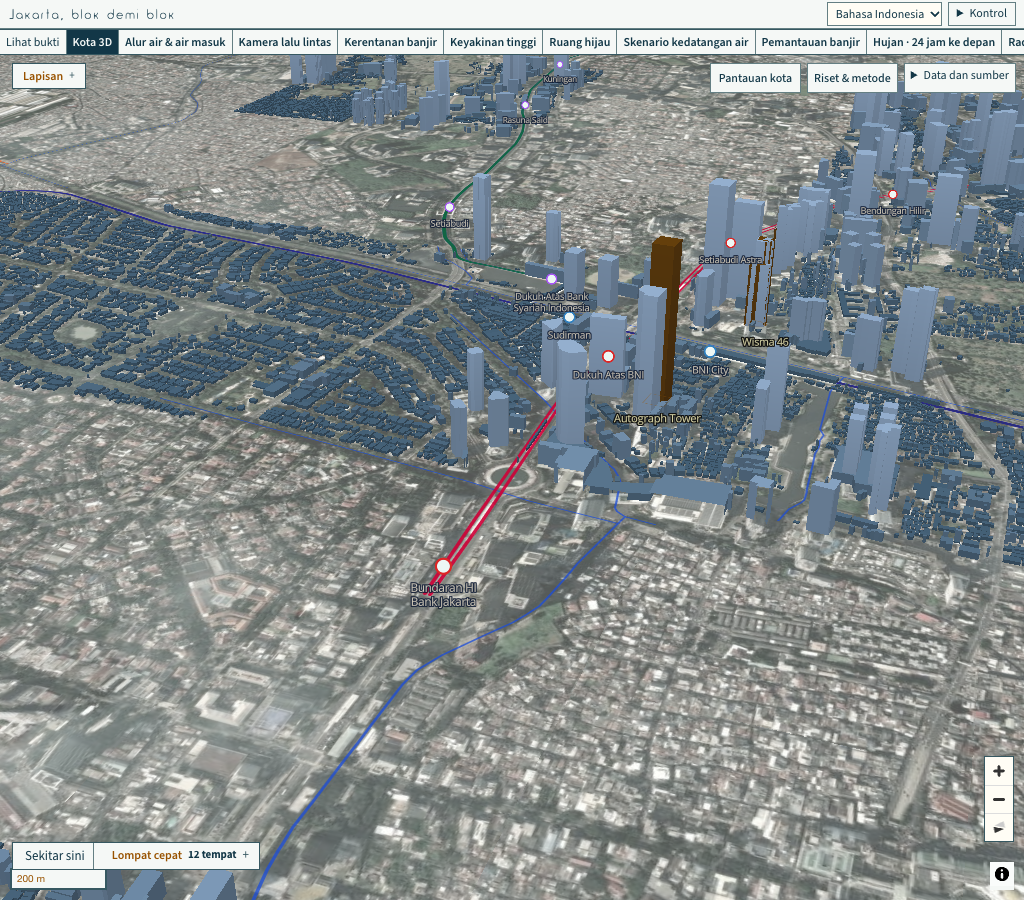 Jakarta, blok demi blok
Bahasa Indonesia
Kontrol
Lihat bukti
Kota 3D
Alur air & air masuk
Kamera lalu lintas
Kerentanan banjir
Keyakinan tinggi
Ruang hijau
Skenario kedatangan air
Pemantauan banjir
Hujan · 24 jam ke depan
Lapisan +
Pantauan kota
Riset & metode
Data dan sumber
Kuningan
Rasuna Said
Setiabudi
Bendungan Hilir
Setiabudi Astra
Dukuh Atas Bank
Syariah Indonesia
Sudirman
Wisma 46
Dukuh Atas BNI
BNI City
Autograph Tower
Bundaran HI
Bank Jakarta
Sekitar sini
Lompat cepat 12 tempat +
200 m